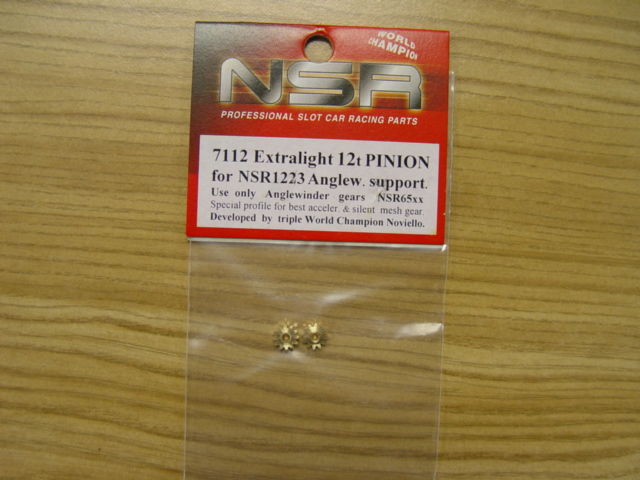 WORLD
CHAMPION
NSR
PROFESSIONAL SLOT CAR RACING PARTS
7112 Extralight 12t PINION
for NSR1223 Anglew. support.
Use only Anglewinder gears NSR65xx
Special profile for best acceler. & silent mesh gear.
Developed by triple World Champion Noviello.